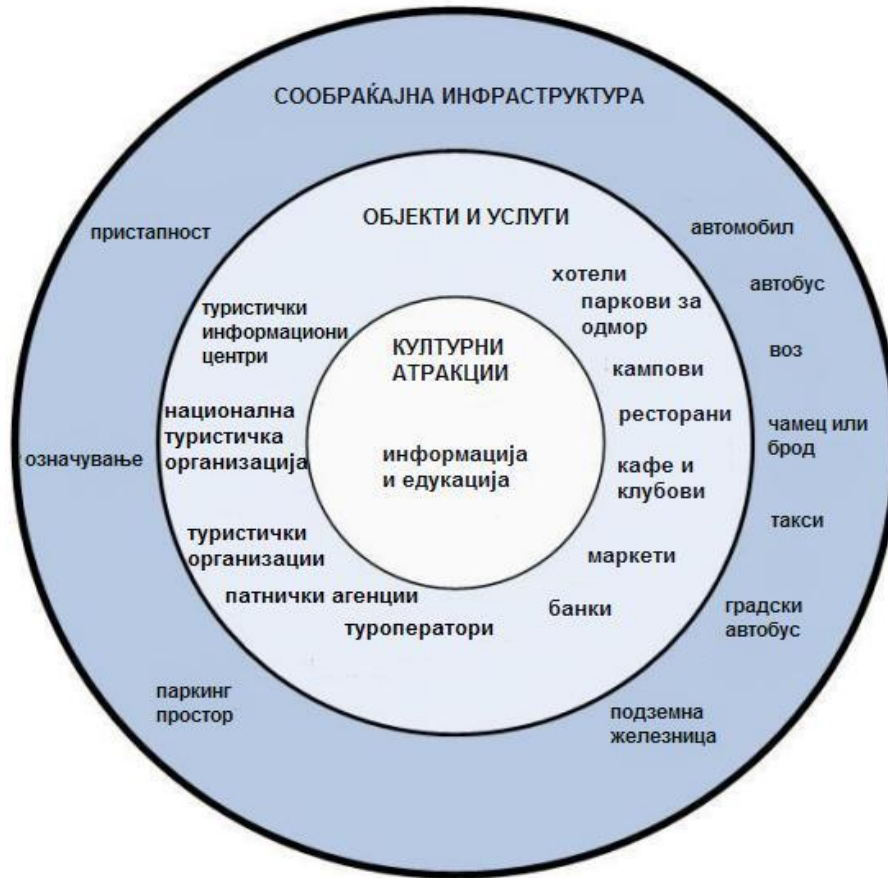 СООБРАЌАЈНА ИНФРАСТРУКТУРА
ОБЈЕКТИ И УСЛУГИ
КУЛТУРНИ
АТРАКЦИИ
информација
и едукација
туристички
информациони
центри
национална
туристичка
организација
туристички
организации
патнички агенции
туроператори
хотели
паркови за
одмор
кампови
ресторани
кафе и
клубови
маркети
банки
пристапност
означување
паркинг
простор
автомобил
автобус
воз
чамец или
брод
такси
градски
автобус
подземна
железница